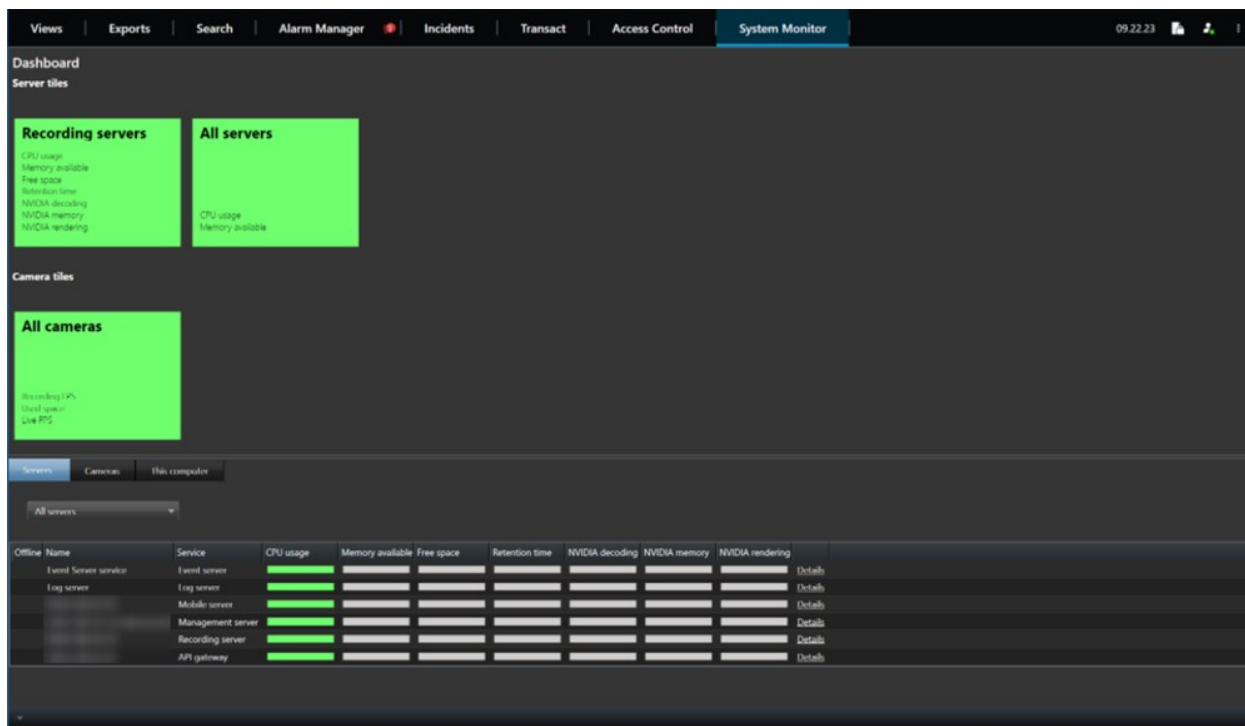 Views Exports Search Alarm Manager Incidents Transact Access Control System Monitor 09.22.23
Dashboard
Server tiles
Recording servers
CPU usage
Memory available
Free space
Retention time
NVIDIA decoding
NVIDIA memory
NVIDIA rendering
All servers
CPU usage
Memory available
Camera tiles
All cameras
Recording FPS
Used space
Live FPS
Servers Cameras This computer
All servers
Offline Name Service CPU usage Memory available Free space Retention time NVIDIA decoding NVIDIA memory NVIDIA rendering
Event Server service Event server Details
Log server Log server Details
Mobile server Details
Management server Details
Recording server Details
API gateway Details